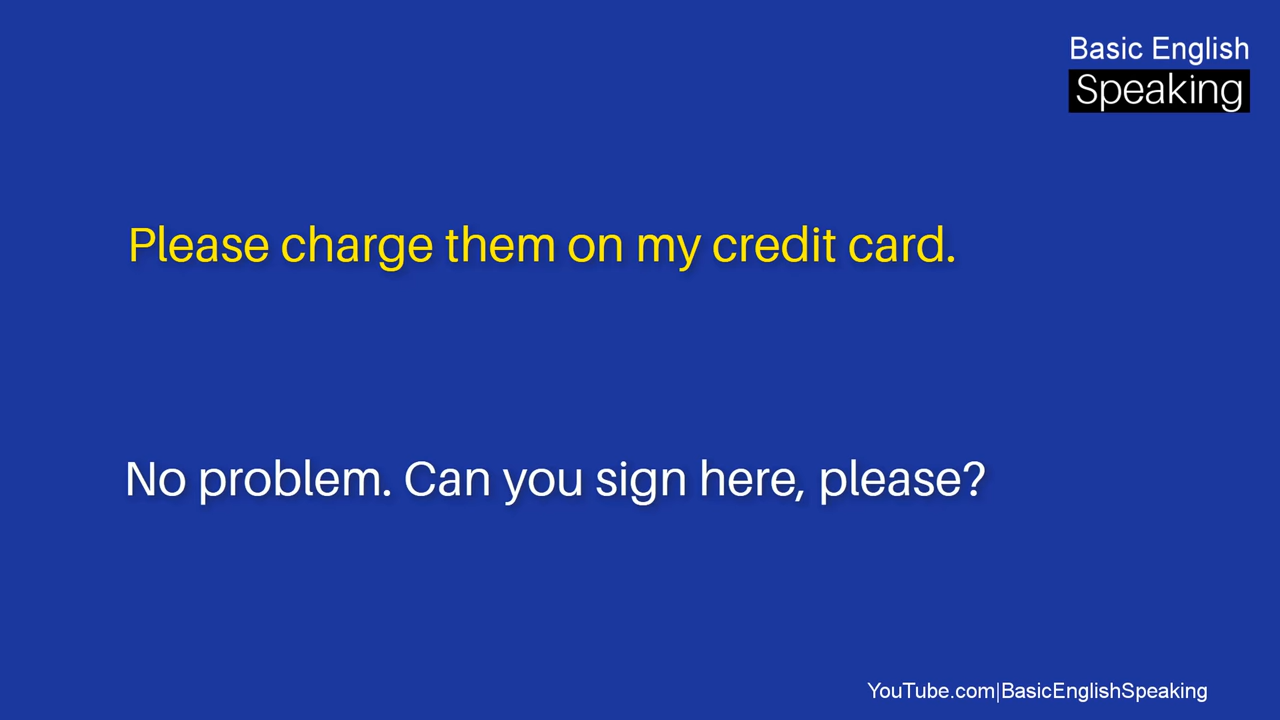 Basic English
Speaking
Please charge them on my credit card.
No problem. Can you sign here, please?
YouTube.com|BasicEnglishSpeaking